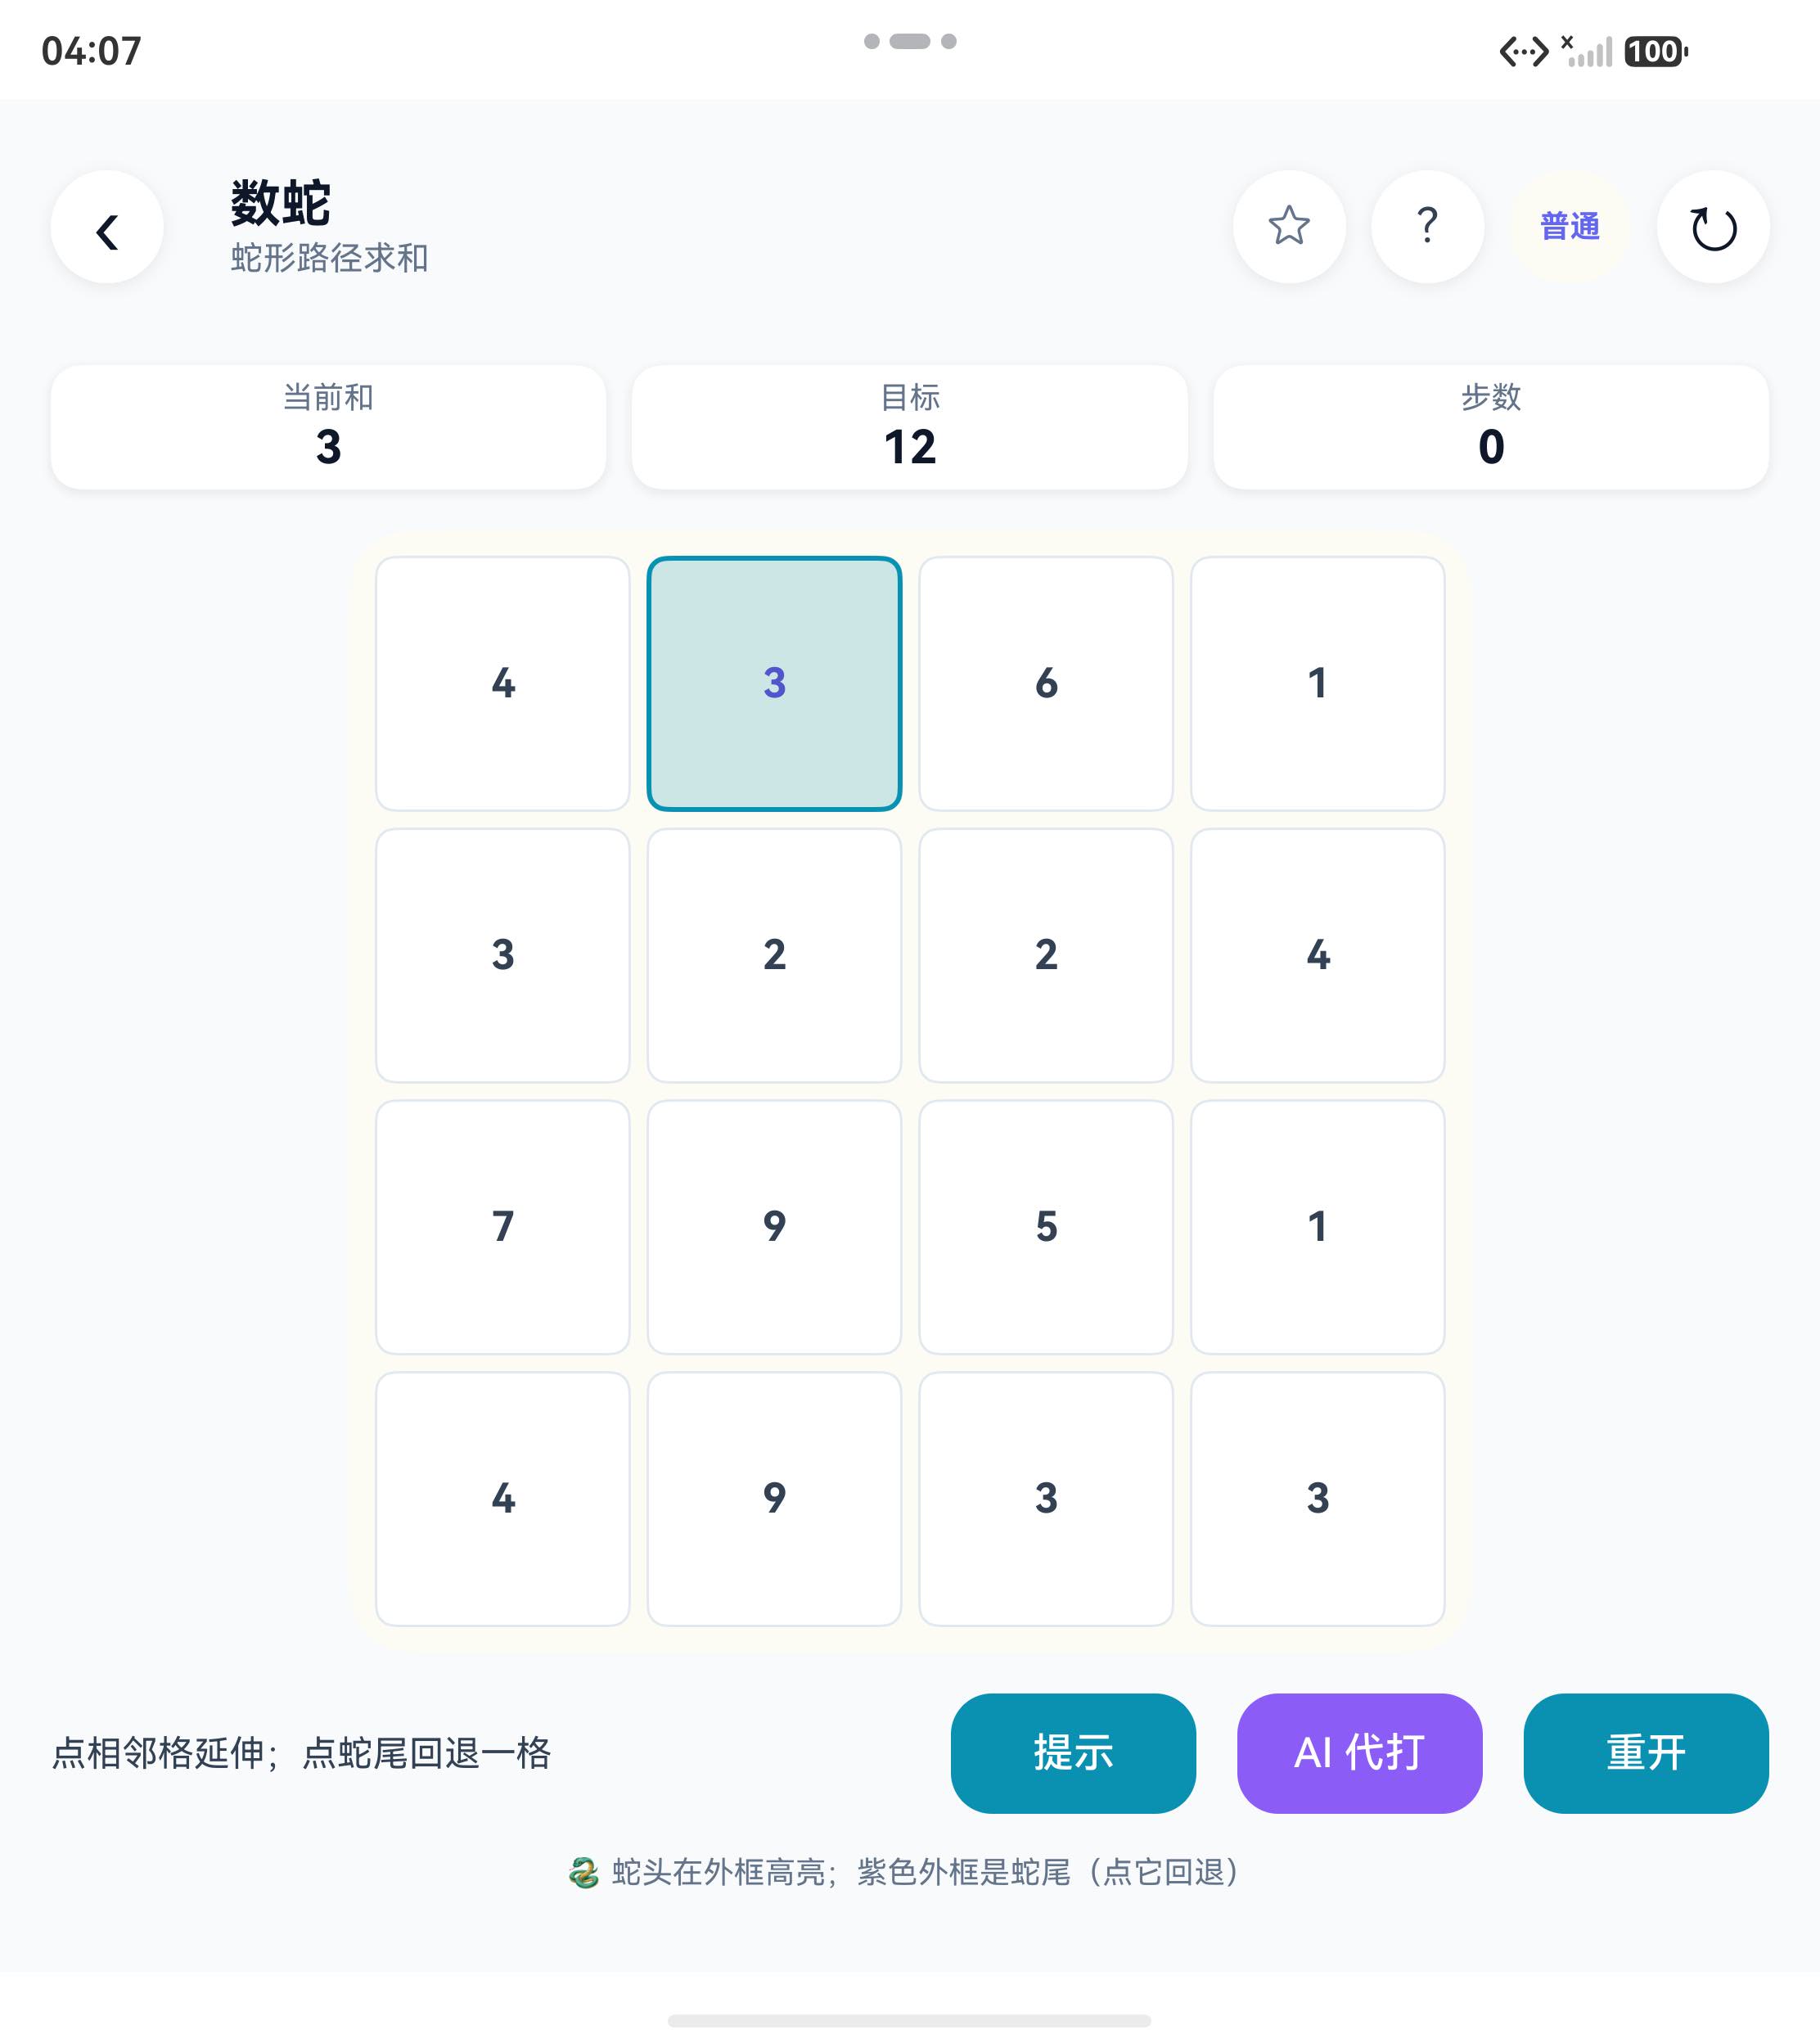 04:07
100
数蛇
蛇形路径求和
?
普通
当前和
3
目标
12
步数
0
4 3 6 1
3 2 2 4
7 9 5 1
4 9 3 3
点相邻格延伸；点蛇尾回退一格
提示
AI 代打
重开
🐍 蛇头在外框高亮；紫色外框是蛇尾（点它回退）